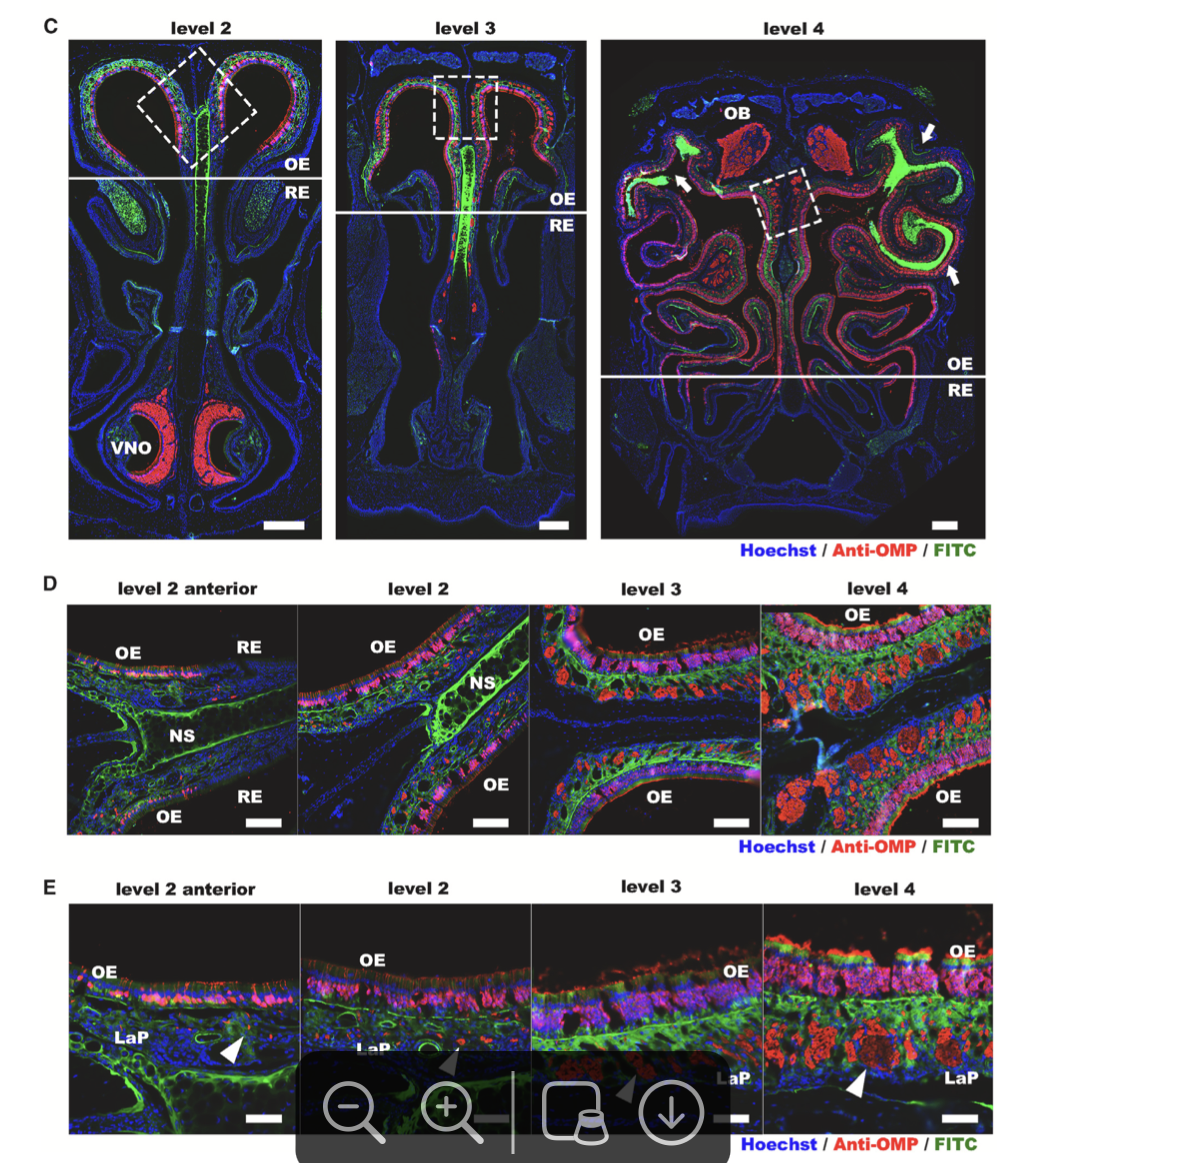 C
level 2 level 3 level 4
OB
OE OE OE
RE RE RE
VNO
Hoechst / Anti-OMP / FITC
D
level 2 anterior level 2 level 3 level 4
OE RE OE OE OE
NS NS
OE RE OE OE OE
Hoechst / Anti-OMP / FITC
E
level 2 anterior level 2 level 3 level 4
OE OE OE OE
LaP LaP LaP LaP
Hoechst / Anti-OMP / FITC